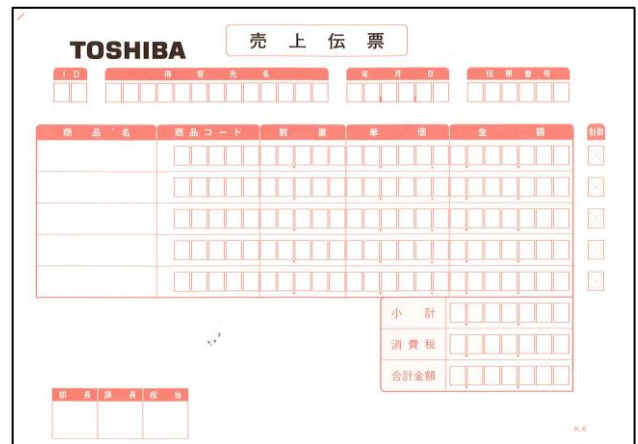 TOSHIBA
売上伝票
ID 得意先名 年月日 伝票番号
商品名 商品コード 数量 単価 金額 削除
小計
消費税
合計金額
部長 課長 担当